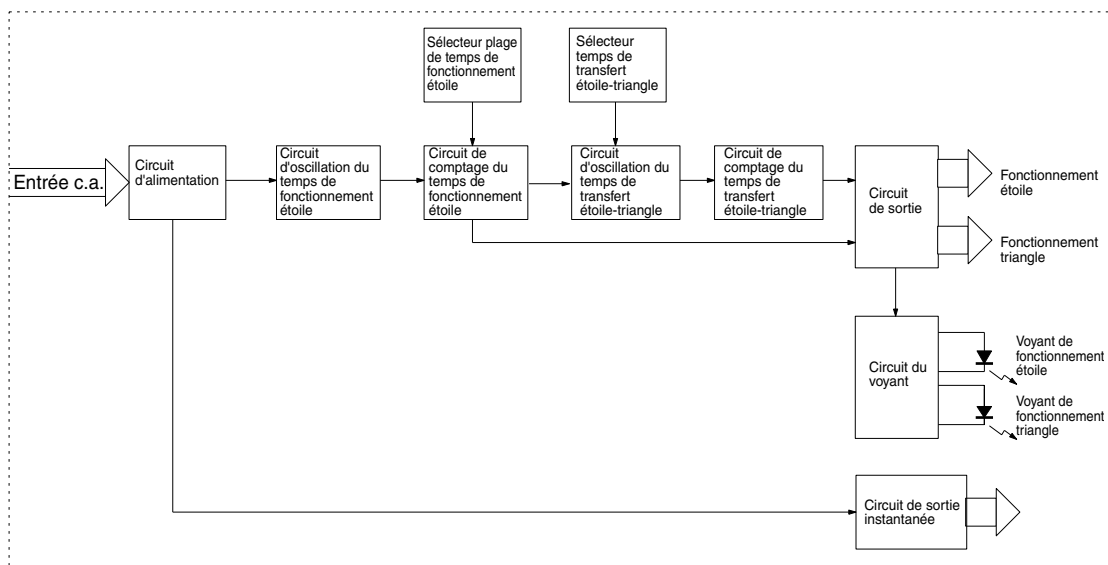 Sélecteur plage
de temps de
fonctionnement
étoile
Sélecteur
temps de
transfert
étoile-triangle
Entrée c.a.
Circuit
d'alimentation
Circuit
d'oscillation du
temps de
fonctionnement
étoile
Circuit de
comptage du
temps de
fonctionnement
étoile
Circuit
d'oscillation du
temps de transfert
étoile-triangle
Circuit de
comptage du
temps de
transfert
étoile-triangle
Circuit
de sortie
Fonctionnement
étoile
Fonctionnement
triangle
Circuit du
voyant
Voyant de
fonctionnement
étoile
Voyant de
fonctionnement
triangle
Circuit de sortie
instantanée